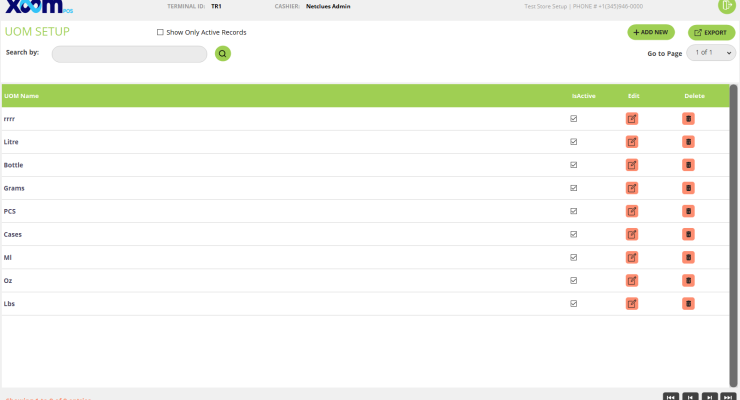 xoom POS
TERMINAL ID: TR1 CASHIER: Netclues Admin Test Store Setup | PHONE # +1(345)946-0000
UOM SETUP
Show Only Active Records
+ ADD NEW
EXPORT
Search by:
Go to Page 1 of 1
UOM Name IsActive Edit Delete
rrrr
Litre
Bottle
Grams
PCS
Cases
Ml
Oz
Lbs